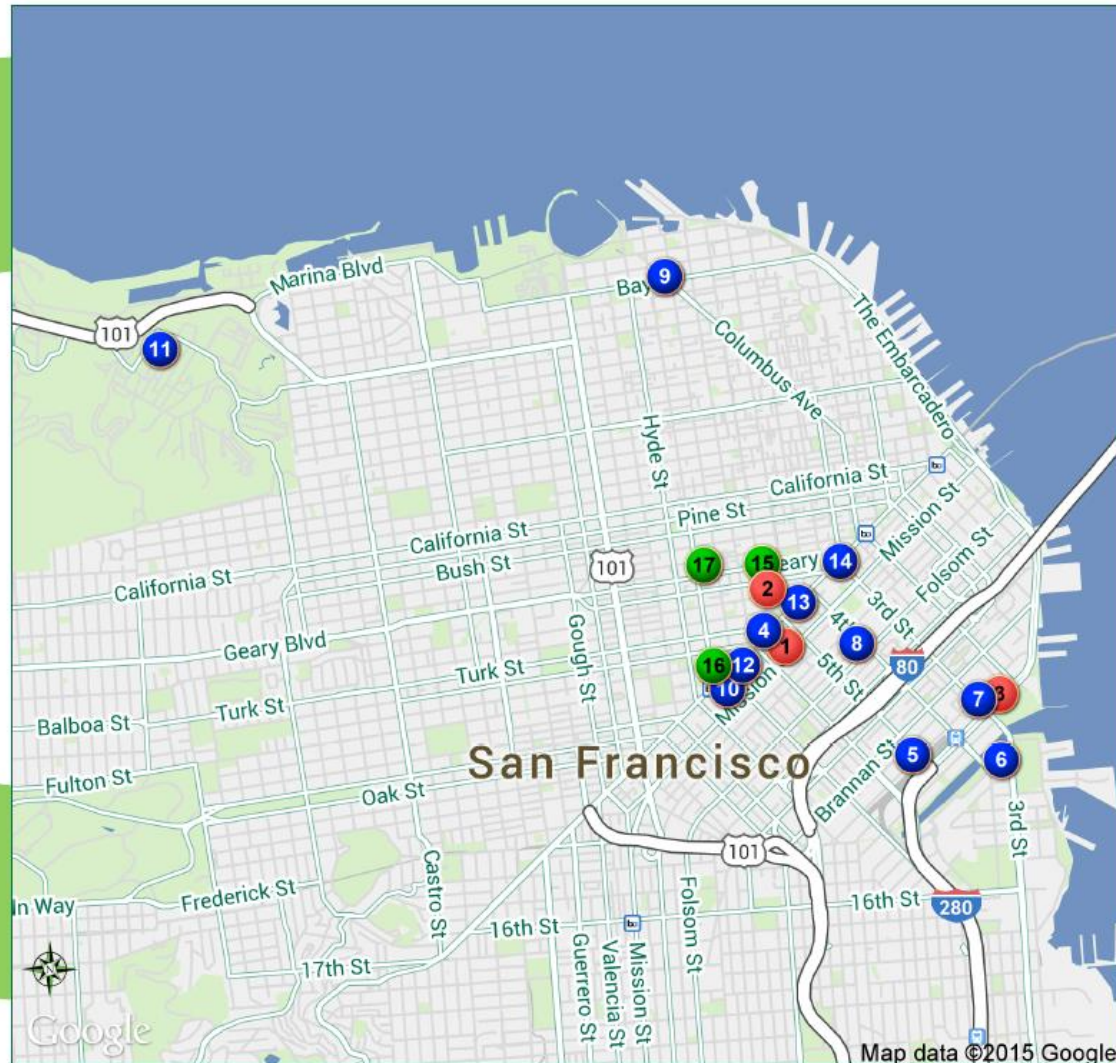 9
Marina Blvd
Bay
101
11
Columbus Ave
The Embarcadero
Hyde St
California St
Mission St
Pine St
California St
Folsom St
Bush St
101
17
15
eary
14
California St
2
3rd St
13
4th
Geary Blvd
Gough St
4
1
8
Turk St
16
12
5th St
80
10
Mission
7
3
Balboa St
Turk St
San Francisco
5
6
Fulton St
Oak St
Brannan St
3rd St
101
Castro St
Frederick St
Folsom St
16th St
280
ln Way
16th St
17th St
Guerrero St
Valencia St
Mission St
N
Google
Map data ©2015 Google